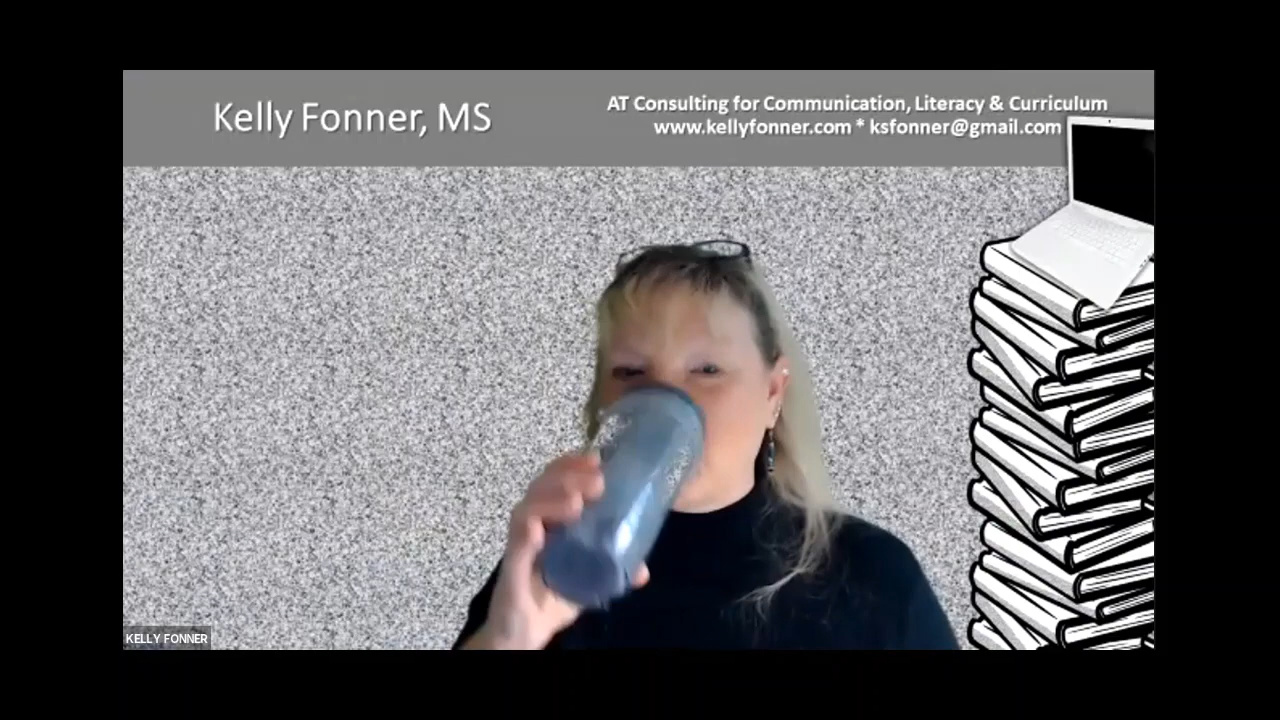 Kelly Fonner, MS
AT Consulting for Communication, Literacy & Curriculum
www.kellyfonner.com * ksfonner@gmail.com
KELLY FONNER